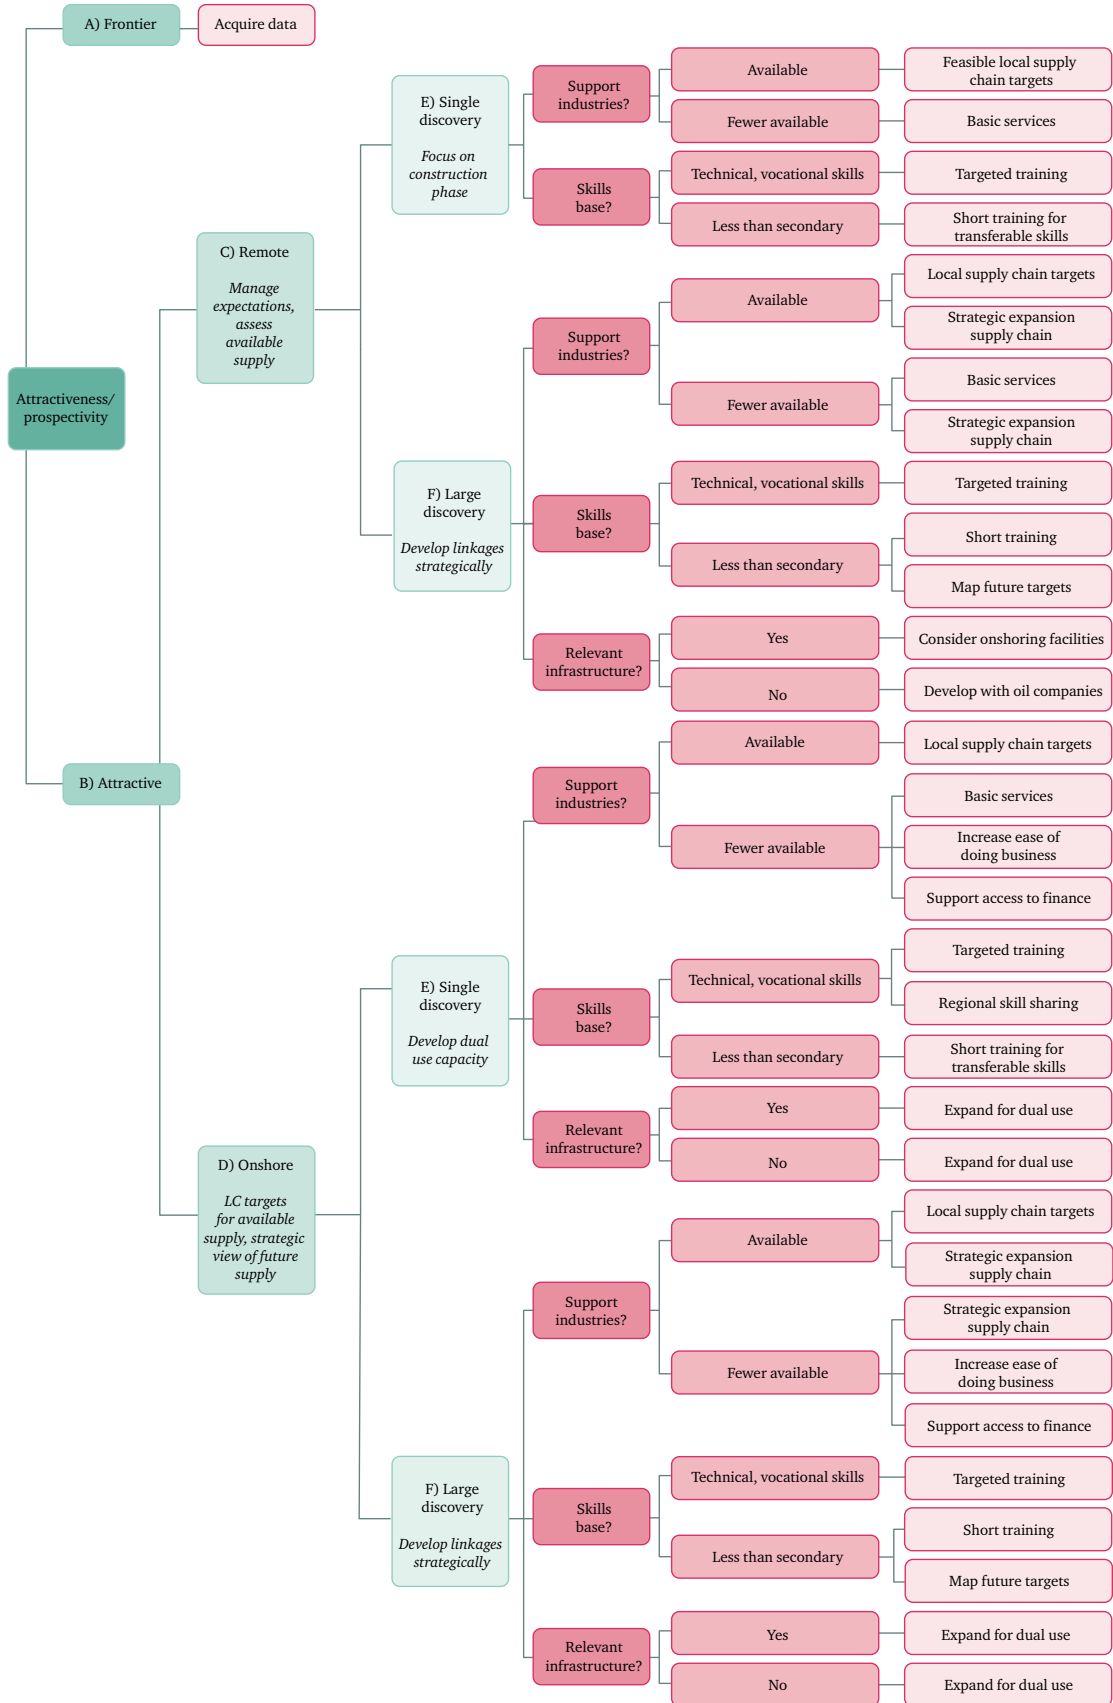 A) Frontier
Acquire data
Attractiveness/
prospectivity
B) Attractive
C) Remote
Manage
expectations,
assess
available
supply
E) Single
discovery
Focus on
construction
phase
Support
industries?
Available
Feasible local supply
chain targets
Fewer available
Basic services
Skills
base?
Technical, vocational skills
Targeted training
Less than secondary
Short training for
transferable skills
F) Large
discovery
Develop linkages
strategically
Support
industries?
Available
Local supply chain targets
Strategic expansion
supply chain
Fewer available
Basic services
Strategic expansion
supply chain
Skills
base?
Technical, vocational skills
Targeted training
Less than secondary
Short training
Map future targets
Relevant
infrastructure?
Yes
Consider onshoring facilities
No
Develop with oil companies
D) Onshore
LC targets
for available
supply, strategic
view of future
supply
E) Single
discovery
Develop dual
use capacity
Support
industries?
Available
Local supply chain targets
Fewer available
Basic services
Increase ease of
doing business
Support access to finance
Skills
base?
Technical, vocational skills
Targeted training
Regional skill sharing
Less than secondary
Short training for
transferable skills
Relevant
infrastructure?
Yes
Expand for dual use
No
Expand for dual use
F) Large
discovery
Develop linkages
strategically
Support
industries?
Available
Local supply chain targets
Strategic expansion
supply chain
Fewer available
Strategic expansion
supply chain
Increase ease of
doing business
Support access to finance
Skills
base?
Technical, vocational skills
Targeted training
Less than secondary
Short training
Map future targets
Relevant
infrastructure?
Yes
Expand for dual use
No
Expand for dual use